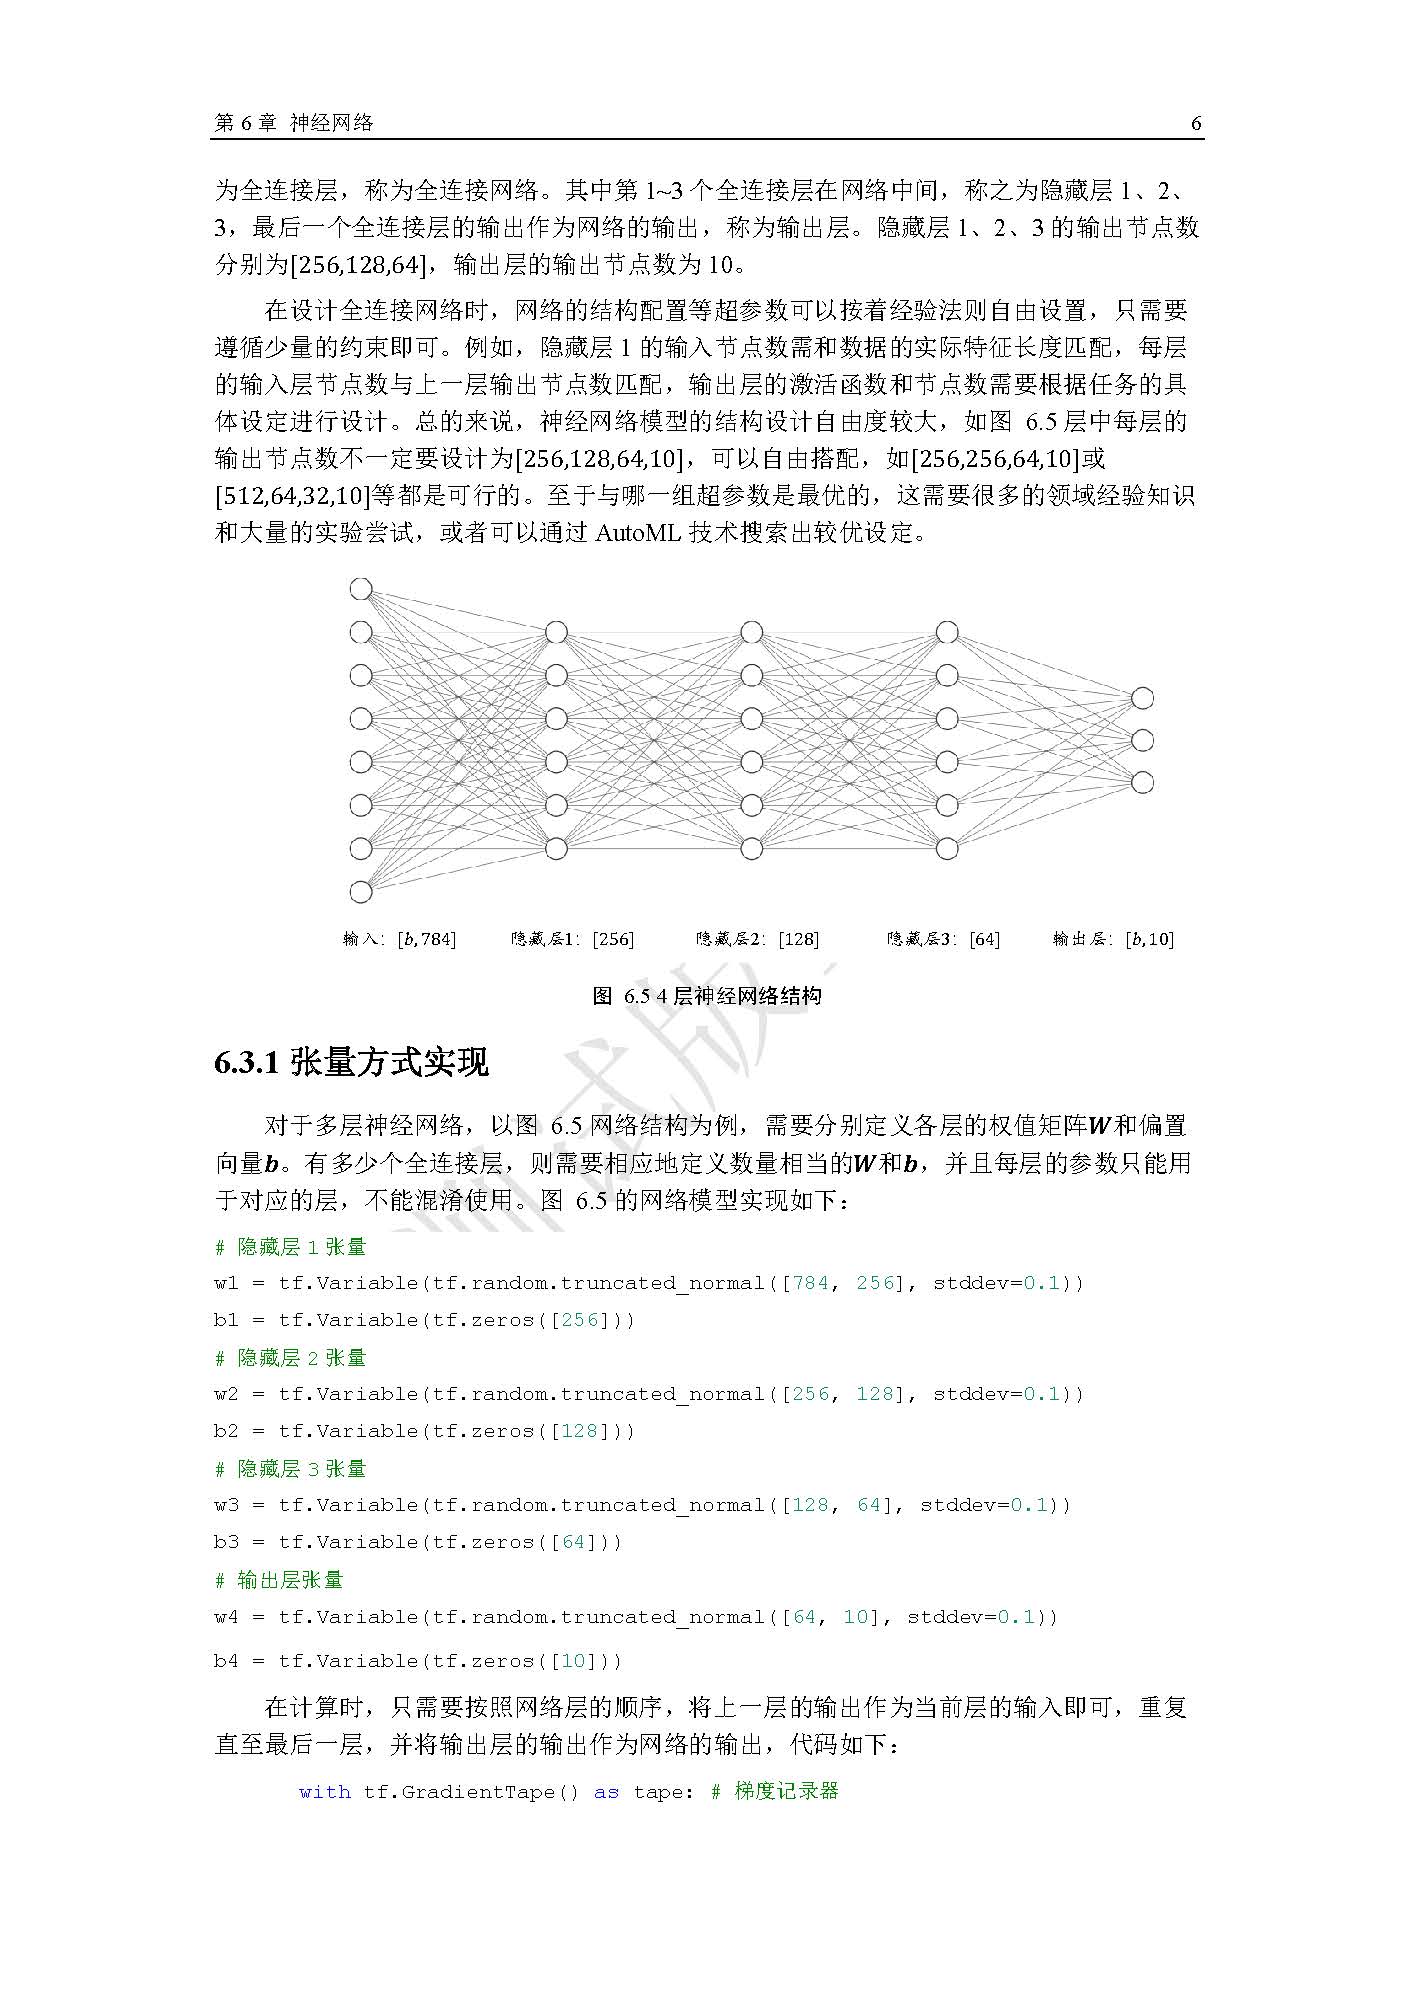 第 6 章 神经网络 6
为全连接层，称为全连接网络。其中第 1~3 个全连接层在网络中间，称之为隐藏层 1、2、
3，最后一个全连接层的输出作为网络的输出，称为输出层。隐藏层 1、2、3 的输出节点数
分别为[256,128,64]，输出层的输出节点数为 10。
在设计全连接网络时，网络的结构配置等超参数可以按着经验法则自由设置，只需要
遵循少量的约束即可。例如，隐藏层 1 的输入节点数需和数据的实际特征长度匹配，每层
的输入层节点数与上一层输出节点数匹配，输出层的激活函数和节点数需要根据任务的具
体设定进行设计。总的来说，神经网络模型的结构设计自由度较大，如图 6.5 层中每层的
输出节点数不一定要设计为[256,128,64,10]，可以自由搭配，如[256,256,64,10]或
[512,64,32,10]等都是可行的。至于与哪一组超参数是最优的，这需要很多的领域经验知识
和大量的实验尝试，或者可以通过 AutoML 技术搜索出较优设定。
输入：[b,784] 隐藏层1：[256] 隐藏层2：[128] 隐藏层3：[64] 输出层：[b,10]
图 6.5 4 层神经网络结构
6.3.1 张量方式实现
对于多层神经网络，以图 6.5 网络结构为例，需要分别定义各层的权值矩阵W和偏置
向量b。有多少个全连接层，则需要相应地定义数量相当的W和b，并且每层的参数只能用
于对应的层，不能混淆使用。图 6.5 的网络模型实现如下：
# 隐藏层 1 张量
w1 = tf.Variable(tf.random.truncated_normal([784, 256], stddev=0.1))
b1 = tf.Variable(tf.zeros([256]))
# 隐藏层 2 张量
w2 = tf.Variable(tf.random.truncated_normal([256, 128], stddev=0.1))
b2 = tf.Variable(tf.zeros([128]))
# 隐藏层 3 张量
w3 = tf.Variable(tf.random.truncated_normal([128, 64], stddev=0.1))
b3 = tf.Variable(tf.zeros([64]))
# 输出层张量
w4 = tf.Variable(tf.random.truncated_normal([64, 10], stddev=0.1))
b4 = tf.Variable(tf.zeros([10]))
在计算时，只需要按照网络层的顺序，将上一层的输出作为当前层的输入即可，重复
直至最后一层，并将输出层的输出作为网络的输出，代码如下：
with tf.GradientTape() as tape: # 梯度记录器
测试版